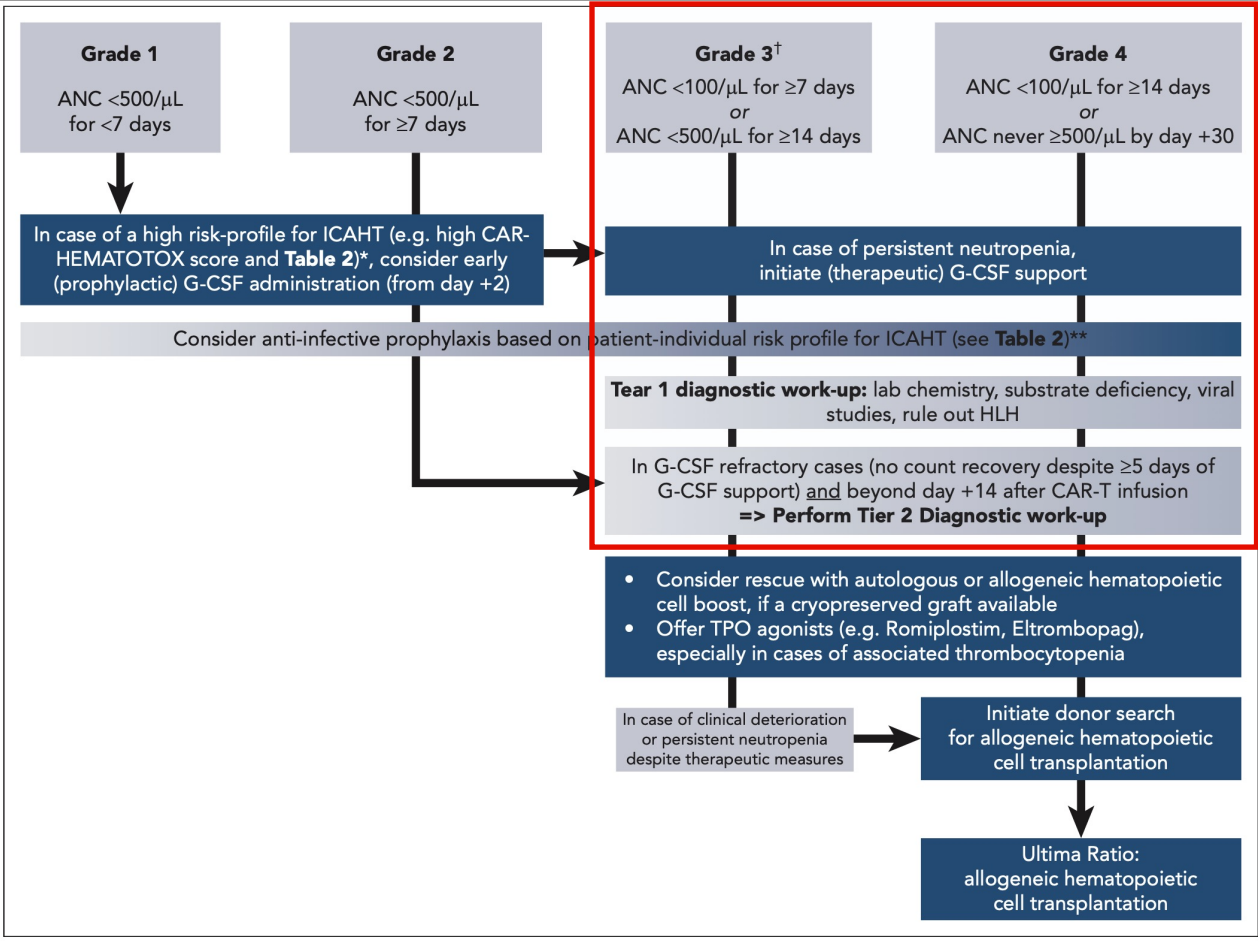 Grade 1
ANC <500/μL
for <7 days
Grade 2
ANC <500/μL
for ≥7 days
Grade 3†
ANC <100/μL for ≥7 days
or
ANC <500/μL for ≥14 days
Grade 4
ANC <100/μL for ≥14 days
or
ANC never ≥500/μL by day +30
In case of a high risk-profile for ICAHT (e.g. high CAR-
HEMATOTOX score and Table 2)*, consider early
(prophylactic) G-CSF administration (from day +2)
In case of persistent neutropenia,
initiate (therapeutic) G-CSF support
Consider anti-infective prophylaxis based on patient-individual risk profile for ICAHT (see Table 2)**
Tear 1 diagnostic work-up: lab chemistry, substrate deficiency, viral
studies, rule out HLH
In G-CSF refractory cases (no count recovery despite ≥5 days of
G-CSF support) and beyond day +14 after CAR-T infusion
=> Perform Tier 2 Diagnostic work-up
• Consider rescue with autologous or allogeneic hematopoietic
cell boost, if a cryopreserved graft available
• Offer TPO agonists (e.g. Romiplostim, Eltrombopag),
especially in cases of associated thrombocytopenia
In case of clinical deterioration
or persistent neutropenia
despite therapeutic measures
Initiate donor search
for allogeneic hematopoietic
cell transplantation
Ultima Ratio:
allogeneic hematopoietic
cell transplantation